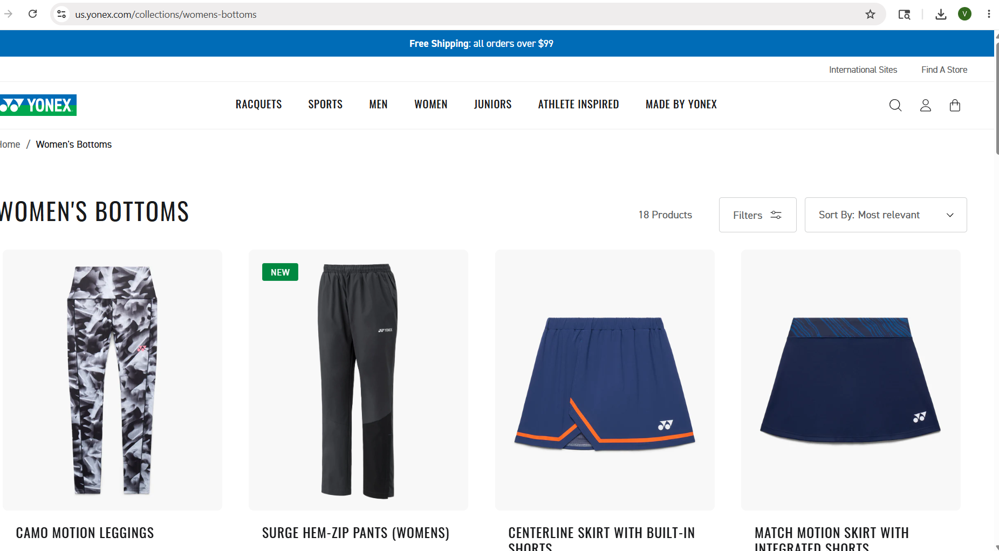 us.yonex.com/collections/womens-bottoms
V
Free Shipping: all orders over $99
International Sites
Find A Store
YONEX
RACQUETS
SPORTS
MEN
WOMEN
JUNIORS
ATHLETE INSPIRED
MADE BY YONEX
Home / Women's Bottoms
WOMEN'S BOTTOMS
18 Products
Filters
Sort By: Most relevant
NEW
YONEX
CAMO MOTION LEGGINGS
SURGE HEM-ZIP PANTS (WOMENS)
CENTERLINE SKIRT WITH BUILT-IN
SHORTS
MATCH MOTION SKIRT WITH
INTEGRATED SHORTS